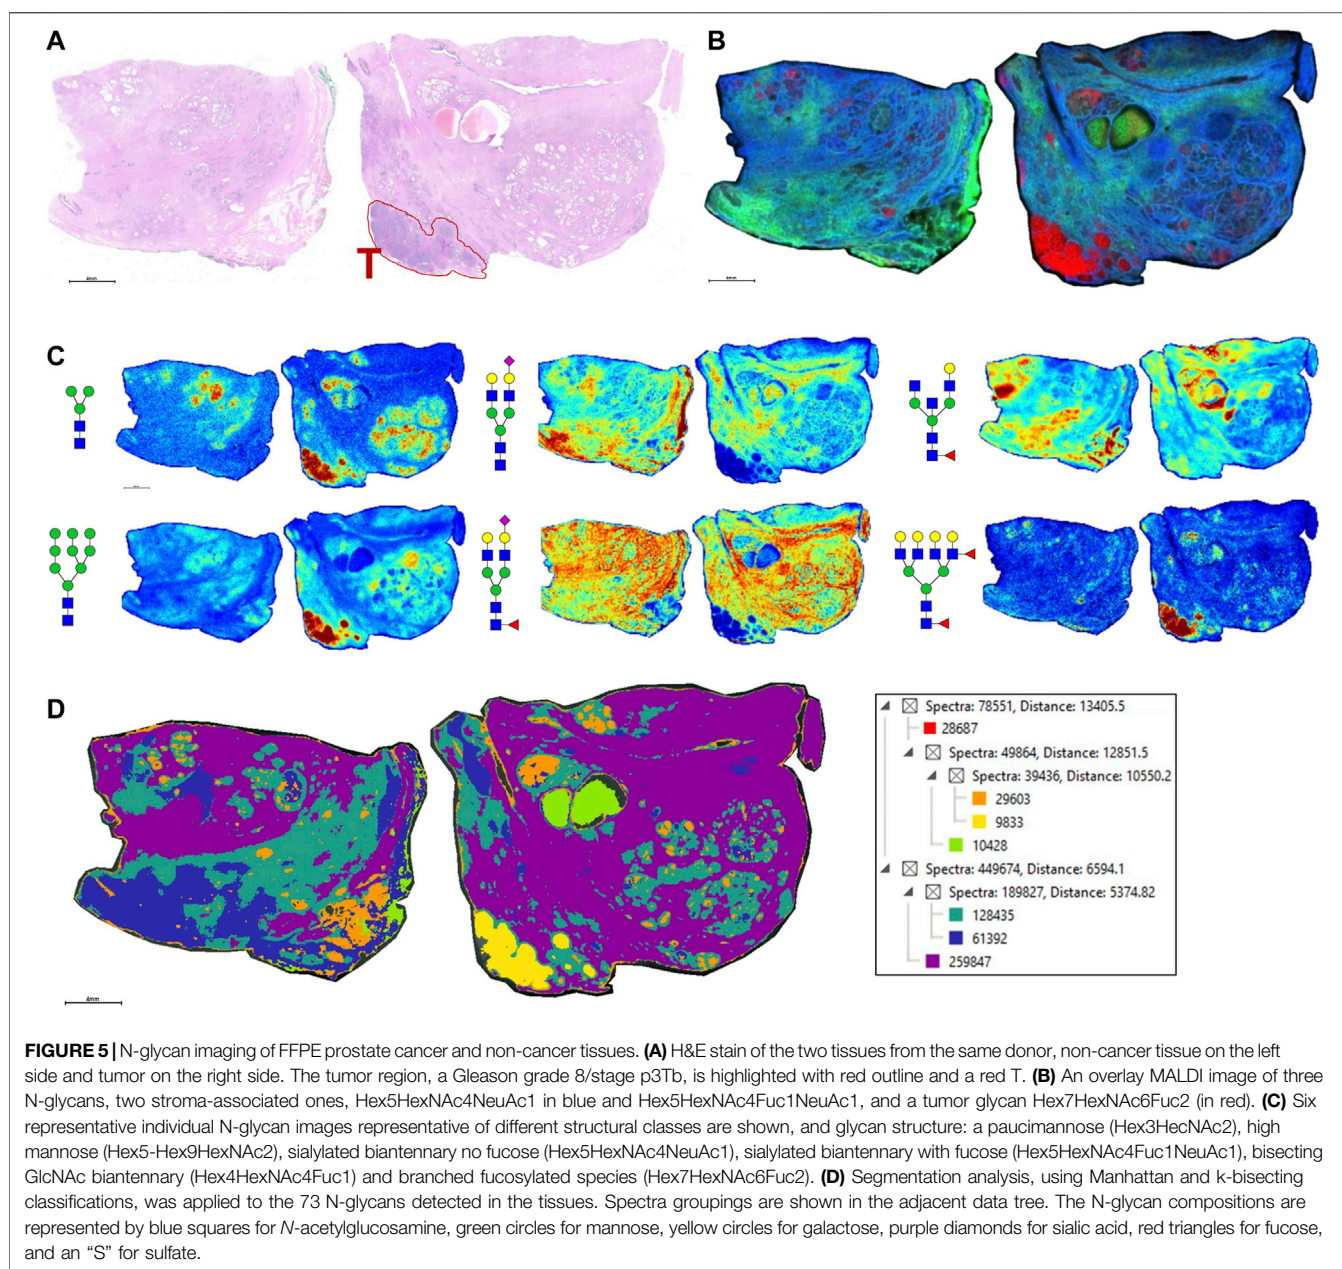 A
B
T
4mm
4mm
C
D
4mm
Spectra: 78551, Distance: 13405.5
28687
Spectra: 49864, Distance: 12851.5
Spectra: 39436, Distance: 10550.2
29603
9833
10428
Spectra: 449674, Distance: 6594.1
Spectra: 189827, Distance: 5374.82
128435
61392
259847
FIGURE 5 | N-glycan imaging of FFPE prostate cancer and non-cancer tissues. (A) H&E stain of the two tissues from the same donor, non-cancer tissue on the left
side and tumor on the right side. The tumor region, a Gleason grade 8/stage p3Tb, is highlighted with red outline and a red T. (B) An overlay MALDI image of three
N-glycans, two stroma-associated ones, Hex5HexNAc4NeuAc1 in blue and Hex5HexNAc4Fuc1NeuAc1, and a tumor glycan Hex7HexNAc6Fuc2 (in red). (C) Six
representative individual N-glycan images representative of different structural classes are shown, and glycan structure: a paucimannose (Hex3HecNAc2), high
mannose (Hex5-Hex9HexNAc2), sialylated biantennary no fucose (Hex5HexNAc4NeuAc1), sialylated biantennary with fucose (Hex5HexNAc4Fuc1NeuAc1), bisecting
GlcNAc biantennary (Hex4HexNAc4Fuc1) and branched fucosylated species (Hex7HexNAc6Fuc2). (D) Segmentation analysis, using Manhattan and k-bisecting
classifications, was applied to the 73 N-glycans detected in the tissues. Spectra groupings are shown in the adjacent data tree. The N-glycan compositions are
represented by blue squares for N-acetylglucosamine, green circles for mannose, yellow circles for galactose, purple diamonds for sialic acid, red triangles for fucose,
and an “S” for sulfate.